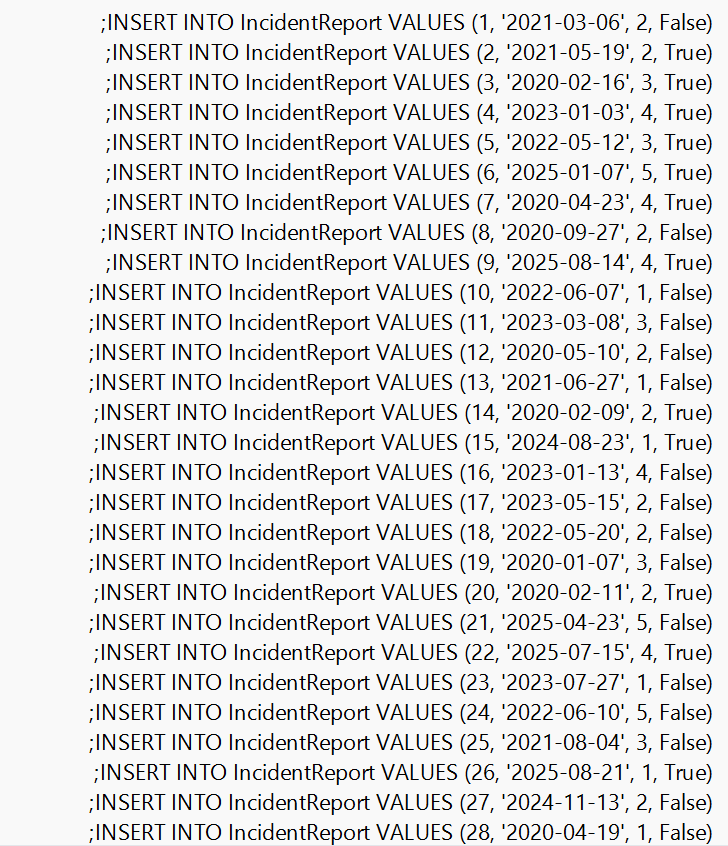 ;INSERT INTO IncidentReport VALUES (1, '2021-03-06', 2, False)
;INSERT INTO IncidentReport VALUES (2, '2021-05-19', 2, True)
;INSERT INTO IncidentReport VALUES (3, '2020-02-16', 3, True)
;INSERT INTO IncidentReport VALUES (4, '2023-01-03', 4, True)
;INSERT INTO IncidentReport VALUES (5, '2022-05-12', 3, True)
;INSERT INTO IncidentReport VALUES (6, '2025-01-07', 5, True)
;INSERT INTO IncidentReport VALUES (7, '2020-04-23', 4, True)
;INSERT INTO IncidentReport VALUES (8, '2020-09-27', 2, False)
;INSERT INTO IncidentReport VALUES (9, '2025-08-14', 4, True)
;INSERT INTO IncidentReport VALUES (10, '2022-06-07', 1, False)
;INSERT INTO IncidentReport VALUES (11, '2023-03-08', 3, False)
;INSERT INTO IncidentReport VALUES (12, '2020-05-10', 2, False)
;INSERT INTO IncidentReport VALUES (13, '2021-06-27', 1, False)
;INSERT INTO IncidentReport VALUES (14, '2020-02-09', 2, True)
;INSERT INTO IncidentReport VALUES (15, '2024-08-23', 1, True)
;INSERT INTO IncidentReport VALUES (16, '2023-01-13', 4, False)
;INSERT INTO IncidentReport VALUES (17, '2023-05-15', 2, False)
;INSERT INTO IncidentReport VALUES (18, '2022-05-20', 2, False)
;INSERT INTO IncidentReport VALUES (19, '2020-01-07', 3, False)
;INSERT INTO IncidentReport VALUES (20, '2020-02-11', 2, True)
;INSERT INTO IncidentReport VALUES (21, '2025-04-23', 5, False)
;INSERT INTO IncidentReport VALUES (22, '2025-07-15', 4, True)
;INSERT INTO IncidentReport VALUES (23, '2023-07-27', 1, False)
;INSERT INTO IncidentReport VALUES (24, '2022-06-10', 5, False)
;INSERT INTO IncidentReport VALUES (25, '2021-08-04', 3, False)
;INSERT INTO IncidentReport VALUES (26, '2025-08-21', 1, True)
;INSERT INTO IncidentReport VALUES (27, '2024-11-13', 2, False)
;INSERT INTO IncidentReport VALUES (28, '2020-04-19', 1, False)